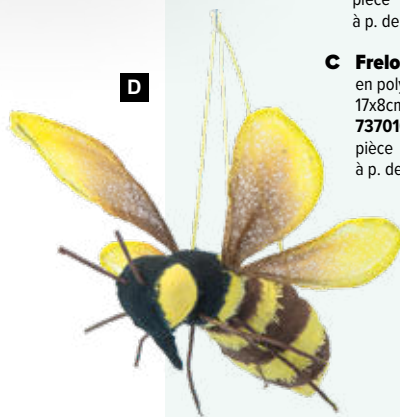 pièce
à p. de
D
C Frelo
en poly
17x8cm
73701
pièce
à p. de